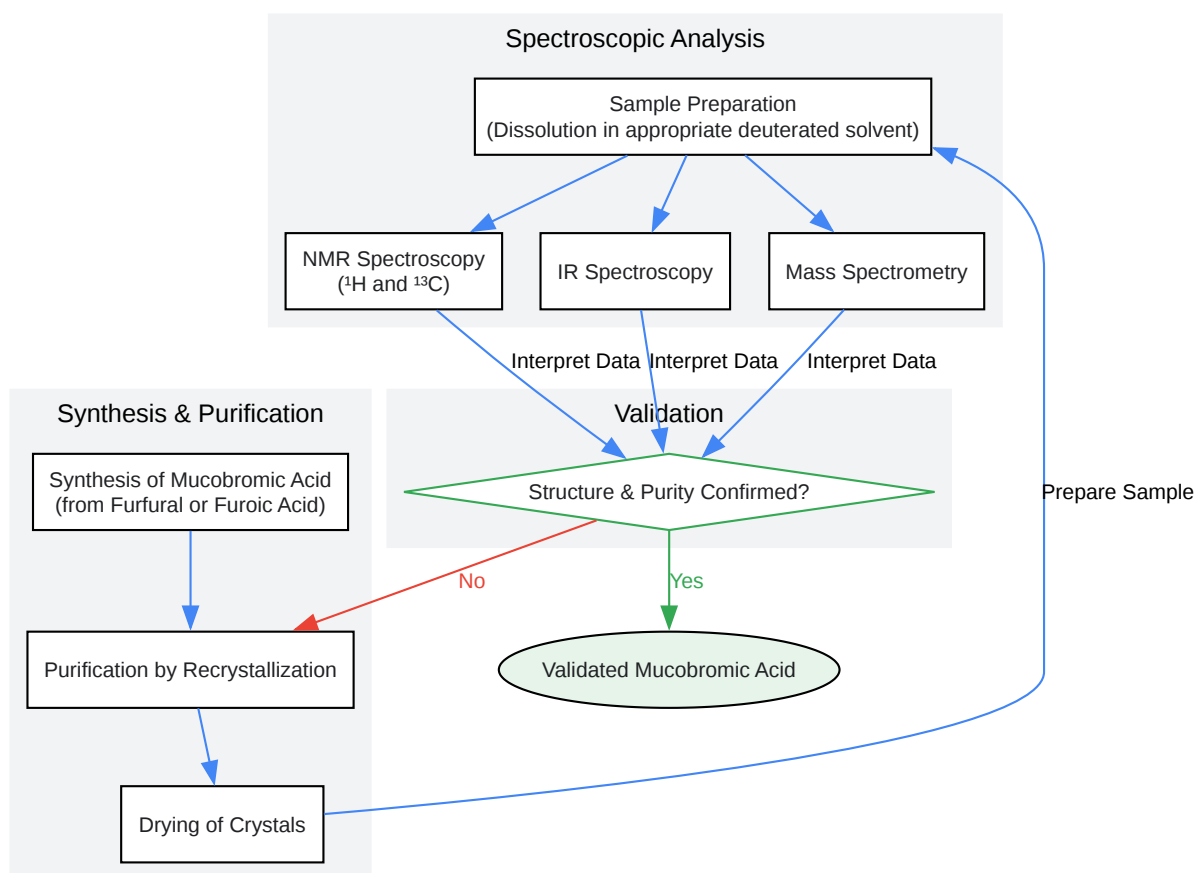 Spectroscopic Analysis
Sample Preparation
(Dissolution in appropriate deuterated solvent)
NMR Spectroscopy
(¹H and ¹³C)
IR Spectroscopy
Mass Spectrometry
Interpret Data
Interpret Data
Interpret Data
Synthesis & Purification
Validation
Synthesis of Mucobromic Acid
(from Furfural or Furoic Acid)
Structure & Purity Confirmed?
Prepare Sample
No
Yes
Purification by Recrystallization
Validated Mucobromic Acid
Drying of Crystals